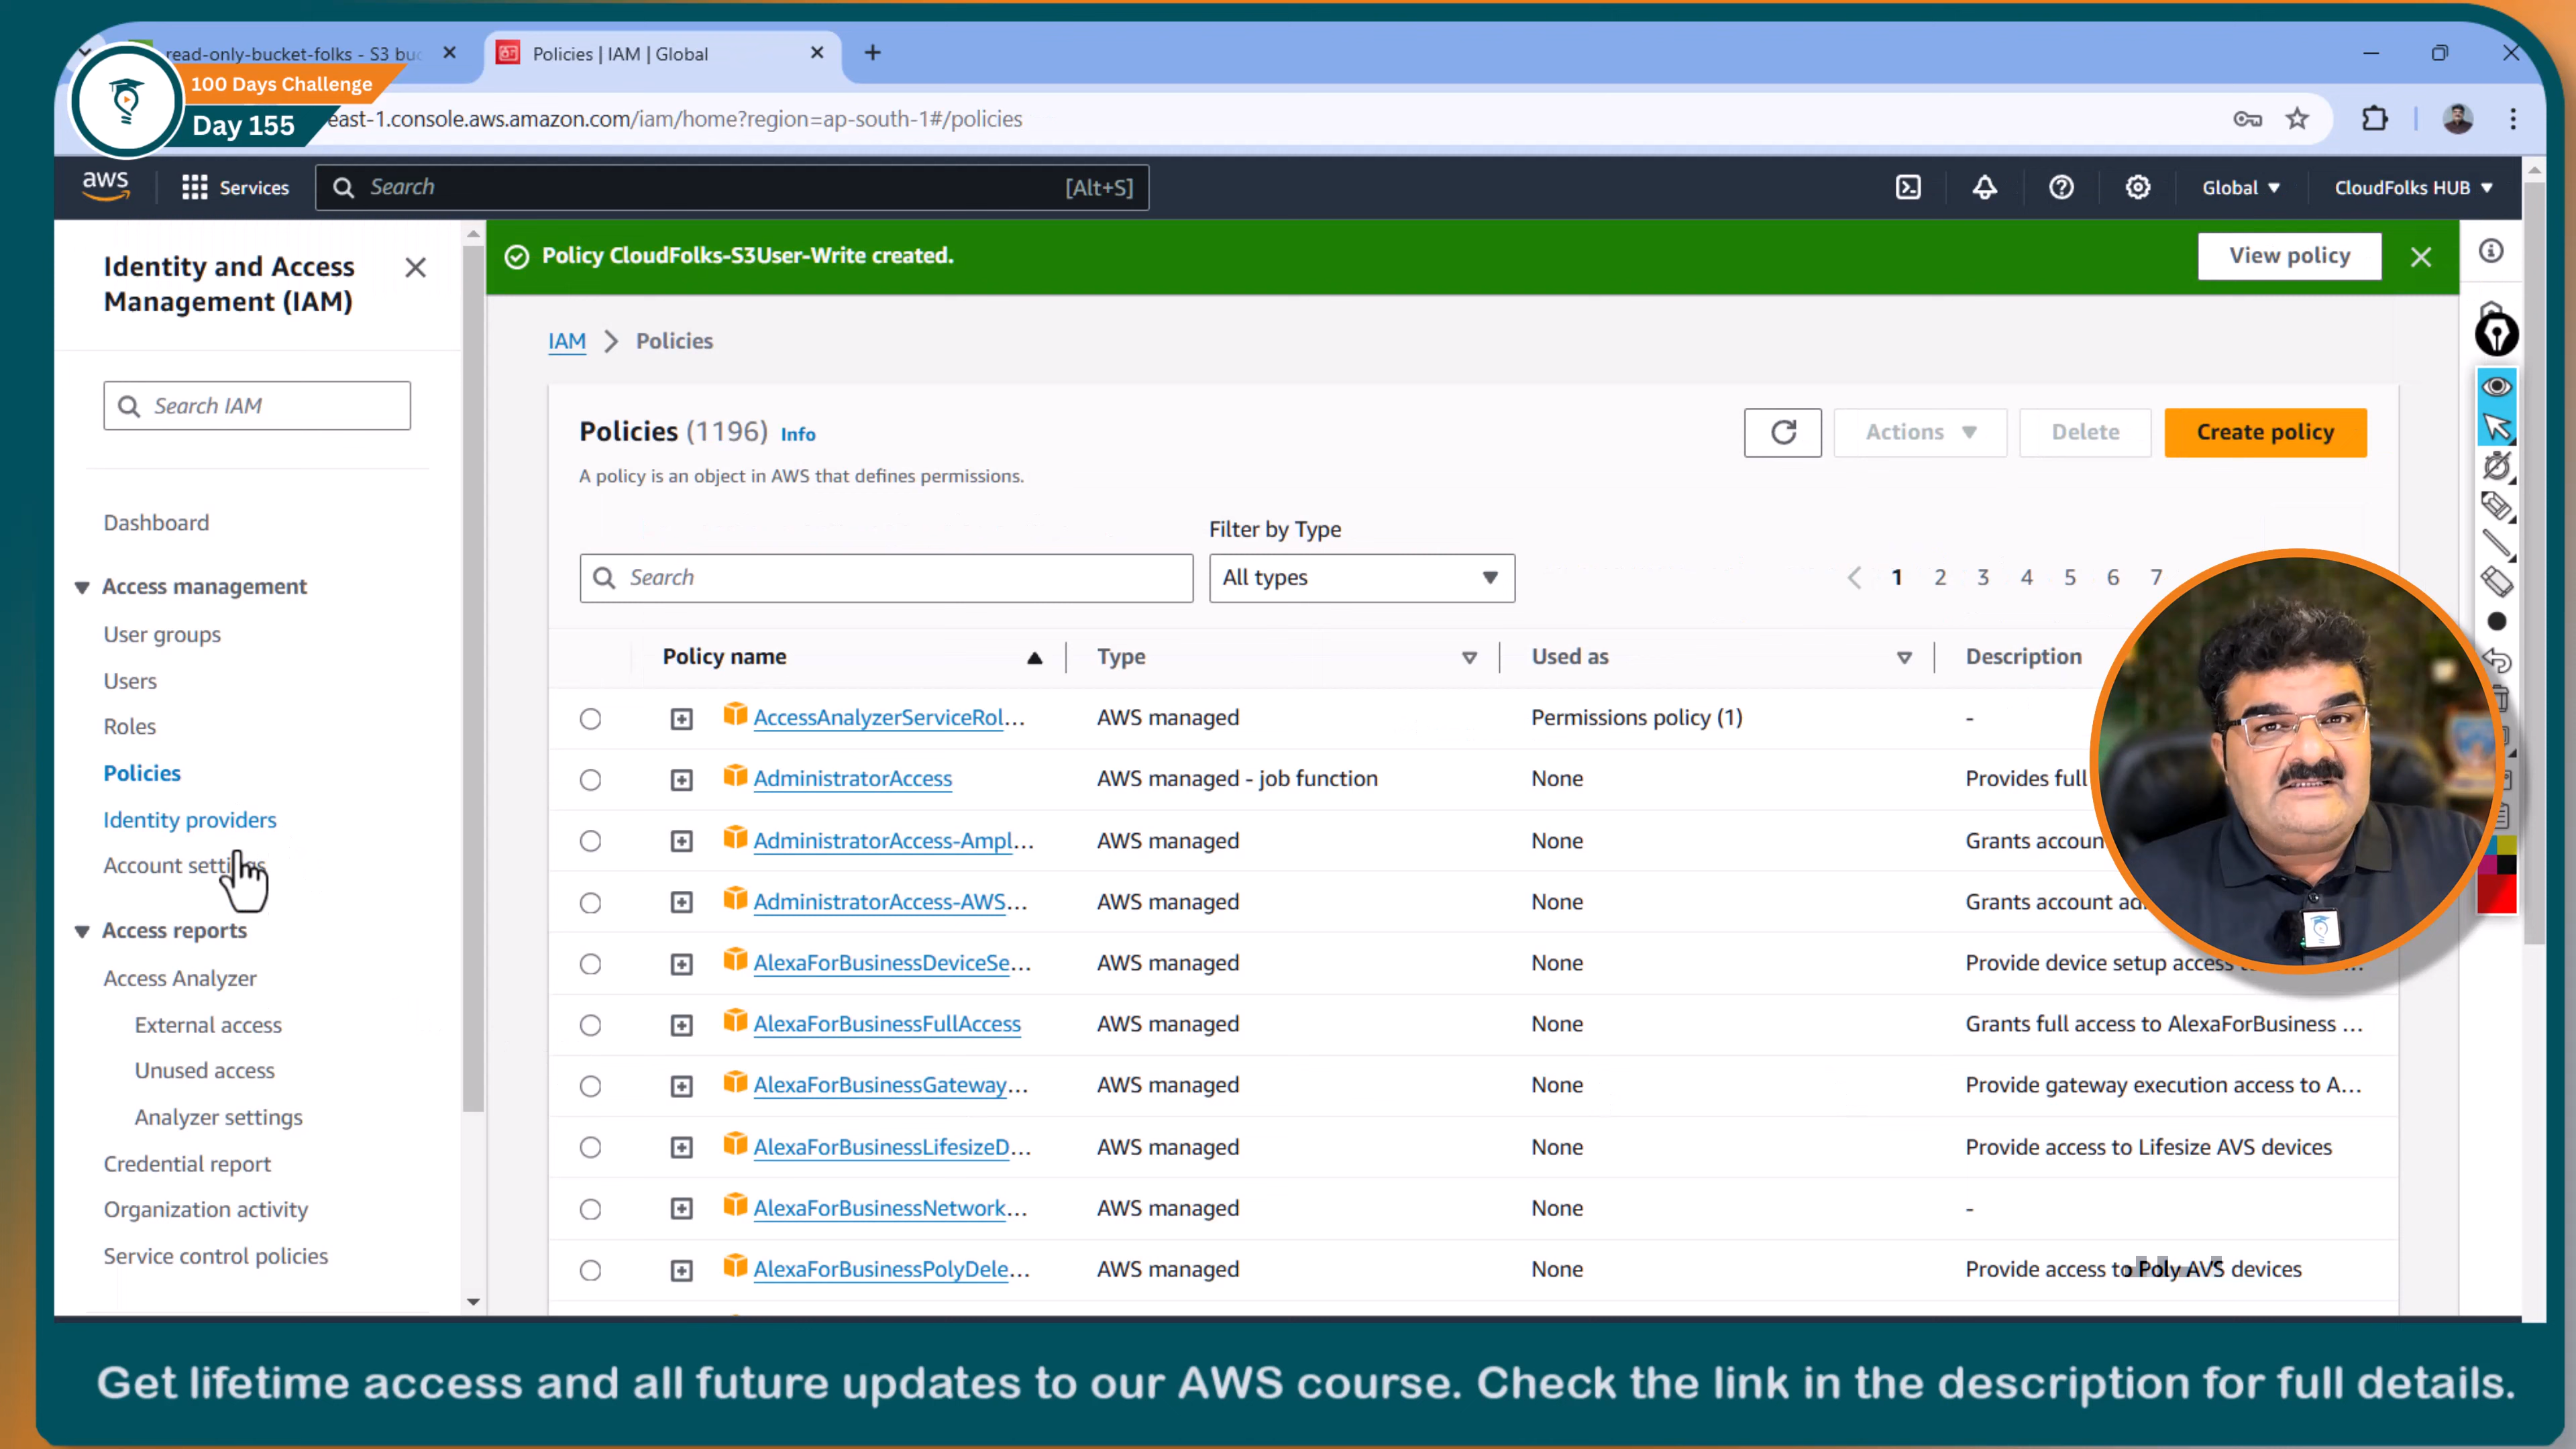 read-only-bucket-folks - S3 buc
Policies | IAM | Global
100 Days Challenge
Day 155
east-1.console.aws.amazon.com/iam/home?region=ap-south-1#/policies
aws
Services
Search
[Alt+S]
Global
CloudFolks HUB
Identity and Access Management (IAM)
Policy CloudFolks-S3User-Write created.
View policy
IAM
Policies
Search IAM
Policies (1196) Info
Actions
Delete
Create policy
A policy is an object in AWS that defines permissions.
Dashboard
Filter by Type
Search
All types
1 2 3 4 5 6 7
Access management
User groups
Users
Roles
Policies
Identity providers
Account settings
Access reports
Access Analyzer
External access
Unused access
Analyzer settings
Credential report
Organization activity
Service control policies
Policy name Type Used as Description
AccessAnalyzerServiceRol... AWS managed Permissions policy (1) -
AdministratorAccess AWS managed - job function None Provides full
AdministratorAccess-Ampl... AWS managed None Grants accoun
AdministratorAccess-AWS... AWS managed None Grants account ad
AlexaForBusinessDeviceSe... AWS managed None Provide device setup access
AlexaForBusinessFullAccess AWS managed None Grants full access to AlexaForBusiness ...
AlexaForBusinessGateway... AWS managed None Provide gateway execution access to A...
AlexaForBusinessLifesizeD... AWS managed None Provide access to Lifesize AVS devices
AlexaForBusinessNetwork... AWS managed None -
AlexaForBusinessPolyDele... AWS managed None Provide access to Poly AVS devices
Get lifetime access and all future updates to our AWS course. Check the link in the description for full details.